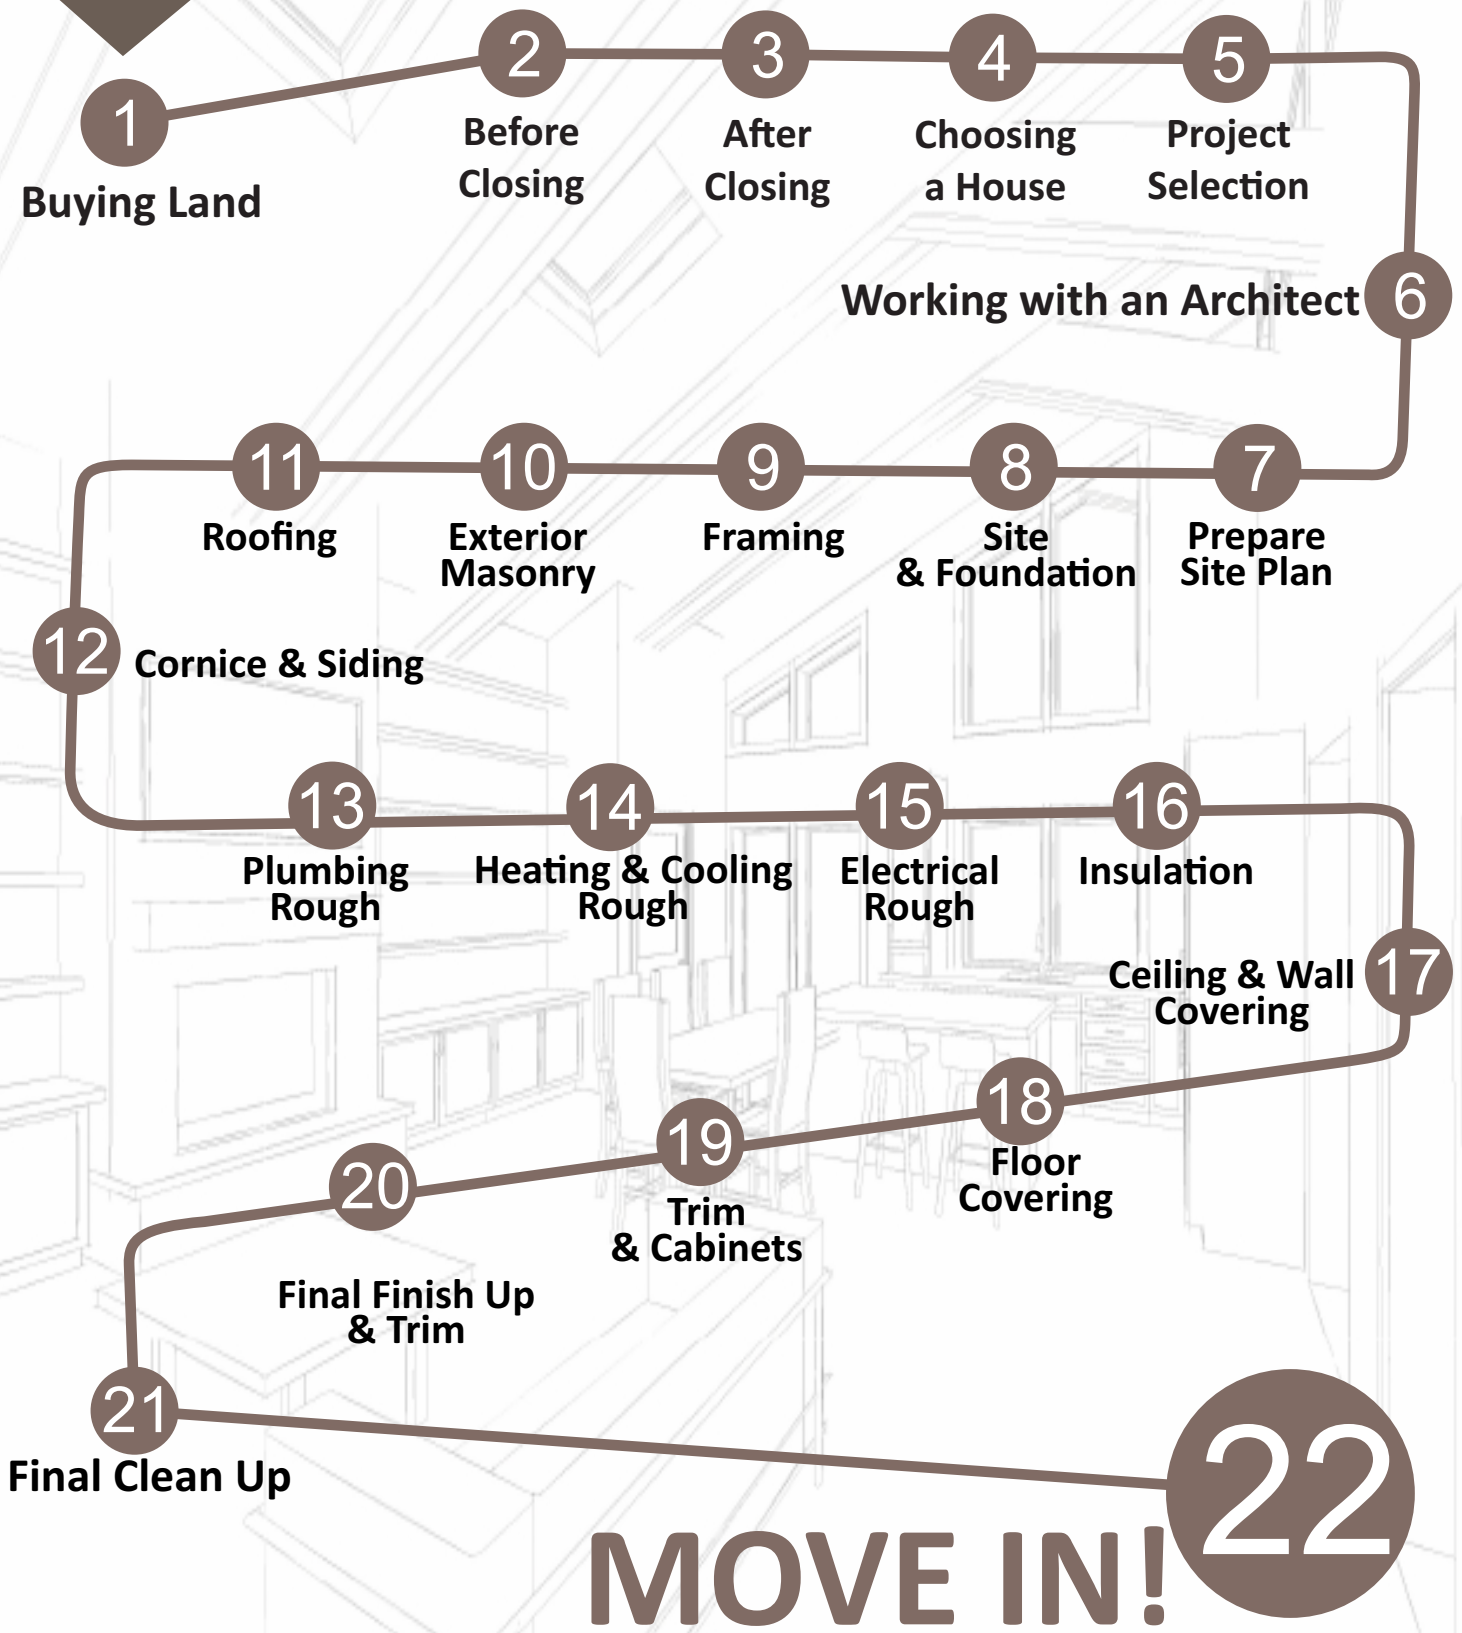 1
Buying Land
2
Before
Closing
3
After
Closing
4
Choosing
a House
5
Project
Selection
6
Working with an Architect
7
Prepare
Site Plan
8
Site
& Foundation
9
Framing
10
Exterior
Masonry
11
Roofing
12
Cornice & Siding
13
Plumbing
Rough
14
Heating & Cooling
Rough
15
Electrical
Rough
16
Insulation
17
Ceiling & Wall
Covering
18
Floor
Covering
19
Trim
& Cabinets
20
Final Finish Up
& Trim
21
Final Clean Up
22
MOVE IN!